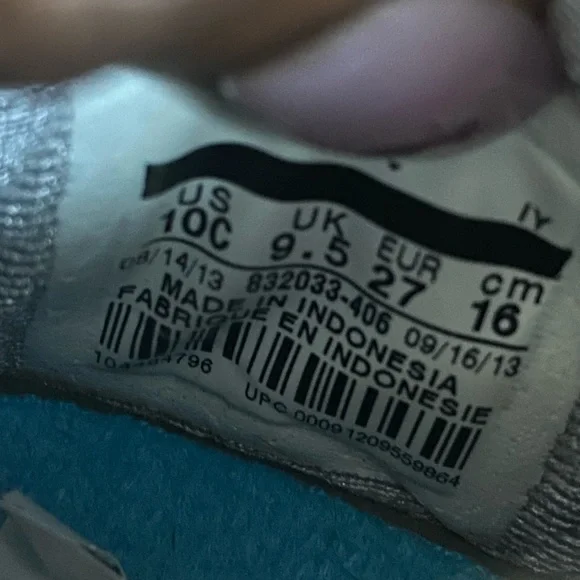 IY
US UK EUR cm
10C 9.5 27 16
08/14/13 832033-406 09/16/13
MADE IN INDONESIA
FABRIQUE EN INDONESIE
UPC 00091209559864